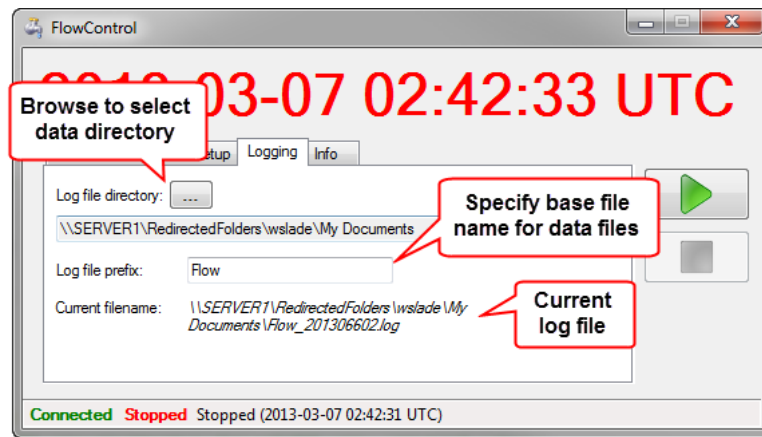 FlowControl
03-07 02:42:33 UTC
Browse to select
data directory
Logging
Info
Log file directory:
...
\\SERVER1\RedirectedFolders\wslade\My Documents
Specify base file
name for data files
Log file prefix:
Flow
Current filename:
\\SERVER1\RedirectedFolders\wslade\My
Documents\Flow_201306602.log
Current
log file
Connected Stopped Stopped (2013-03-07 02:42:31 UTC)